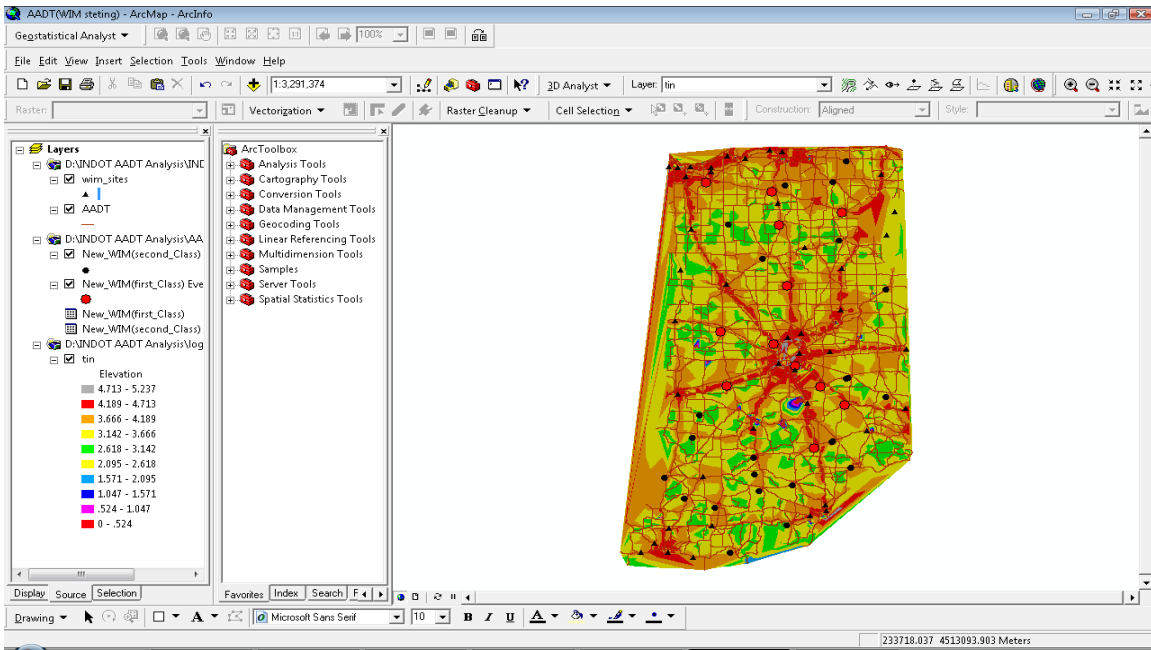 AADT(WIM steting) - ArcMap - ArcInfo
Geostatistical Analyst 100%
File Edit View Insert Selection Tools Window Help
1:3,291,374 3D Analyst Layer: tin
Raster: Vectorization Raster Cleanup Cell Selection Construction: Aligned Style:
Layers
D:\INDOT AADT Analysis\IND
wim_sites
AADT
D:\INDOT AADT Analysis\AA
New_WIM(second_Class)
New_WIM(first_Class) Eve
New_WIM(first_Class)
New_WIM(second_Class)
D:\INDOT AADT Analysis\log
tin
Elevation
4.713 - 5.237
4.189 - 4.713
3.666 - 4.189
3.142 - 3.666
2.618 - 3.142
2.095 - 2.618
1.571 - 2.095
1.047 - 1.571
.524 - 1.047
0 - .524
Display Source Selection
ArcToolbox
Analysis Tools
Cartography Tools
Conversion Tools
Data Management Tools
Geocoding Tools
Linear Referencing Tools
Multidimension Tools
Samples
Server Tools
Spatial Statistics Tools
Favorites Index Search F
Drawing A Microsoft Sans Serif 10 B I U A
233718.037 4513093.903 Meters